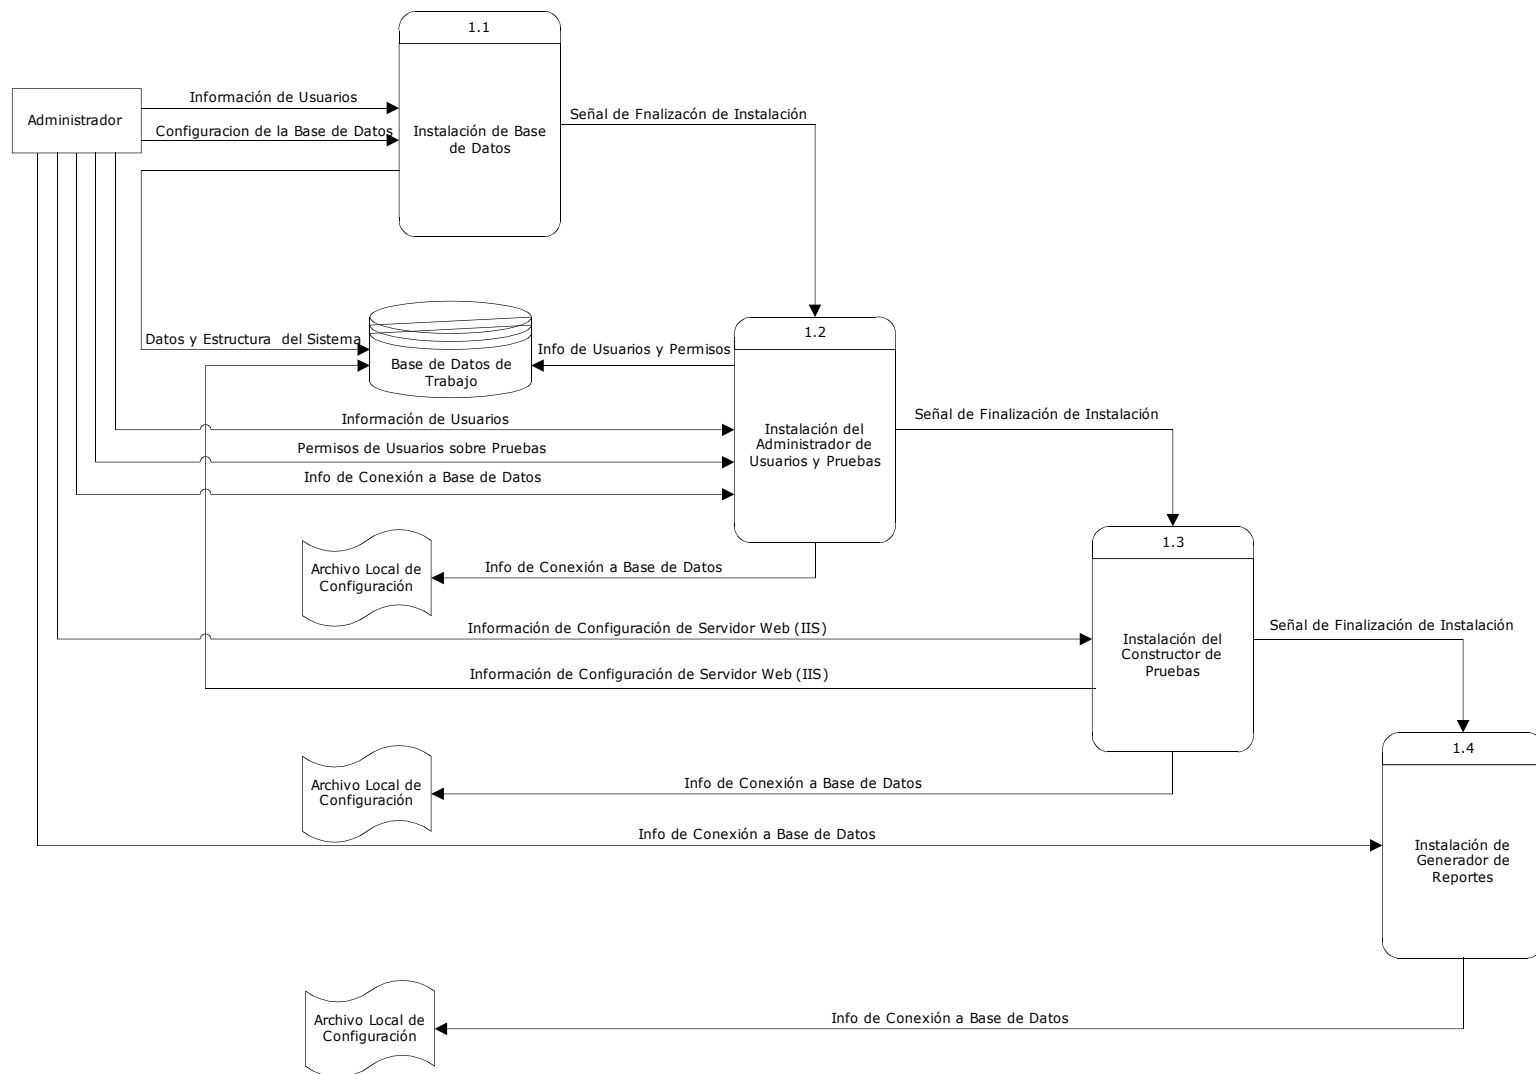 1.1
Información de Usuarios
Administrador
Señal de Fnalizacón de Instalación
Configuracion de la Base de Datos
Instalación de Base
de Datos
1.2
Datos y Estructura  del Sistema
Info de Usuarios y Permisos
Base de Datos de
Trabajo
Información de Usuarios
Señal de Finalización de Instalación
Instalación del
Administrador de
Usuarios y Pruebas
Permisos de Usuarios sobre Pruebas
Info de Conexión a Base de Datos
1.3
Archivo Local de
Configuración
Info de Conexión a Base de Datos
Información de Configuración de Servidor Web (IIS)
Señal de Finalización de Instalación
Instalación del
Constructor de
Pruebas
Información de Configuración de Servidor Web (IIS)
1.4
Archivo Local de
Configuración
Info de Conexión a Base de Datos
Info de Conexión a Base de Datos
Instalación de
Generador de
Reportes
Archivo Local de
Configuración
Info de Conexión a Base de Datos